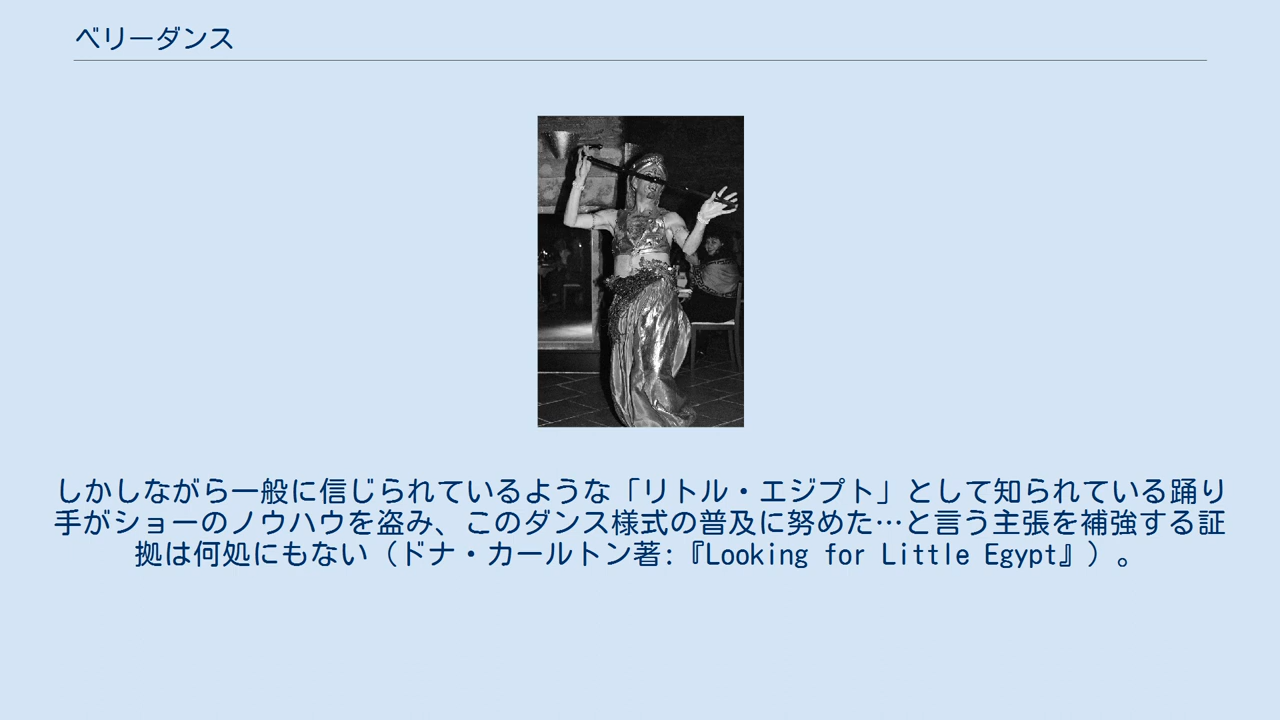 ベリーダンス
しかしながら一般に信じられているような「リトル・エジプト」として知られている踊り
手がショーのノウハウを盗み、このダンス様式の普及に努めた…と言う主張を補強する証
拠は何処にもない（ドナ・カールトン著:『Looking for Little Egypt』）。